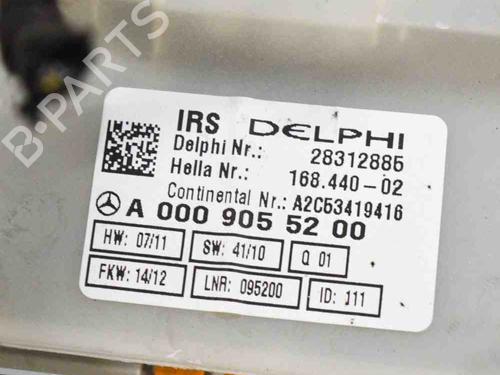 B-PARTS
IRS DELPHI
Delphi Nr.: 28312885
Hella Nr.: 168.440-02
Continental Nr.: A2C53419416
A 000 905 52 00
HW: 07/11 SW: 41/10 Q 01
FKW: 14/12 LNR: 095200 ID: J11